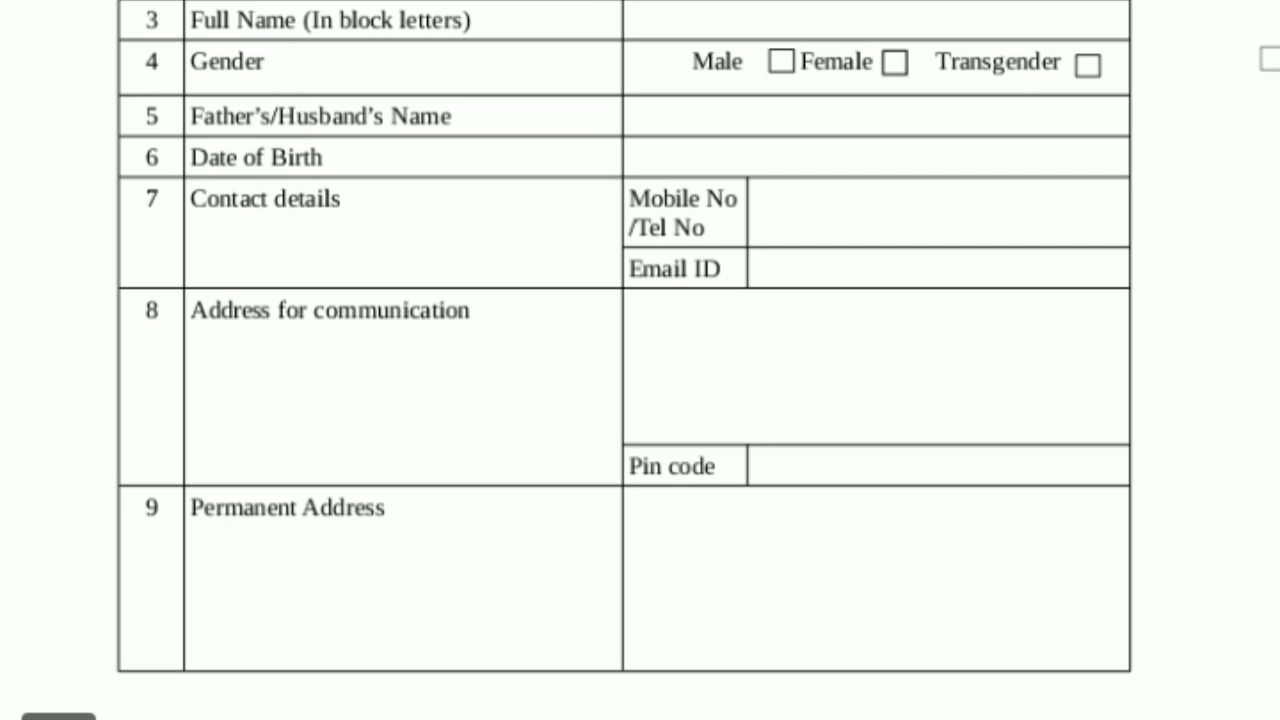 3 Full Name (In block letters)
4 Gender Male Female Transgender
5 Father’s/Husband’s Name
6 Date of Birth
7 Contact details Mobile No
/Tel No
Email ID
8 Address for communication
Pin code
9 Permanent Address